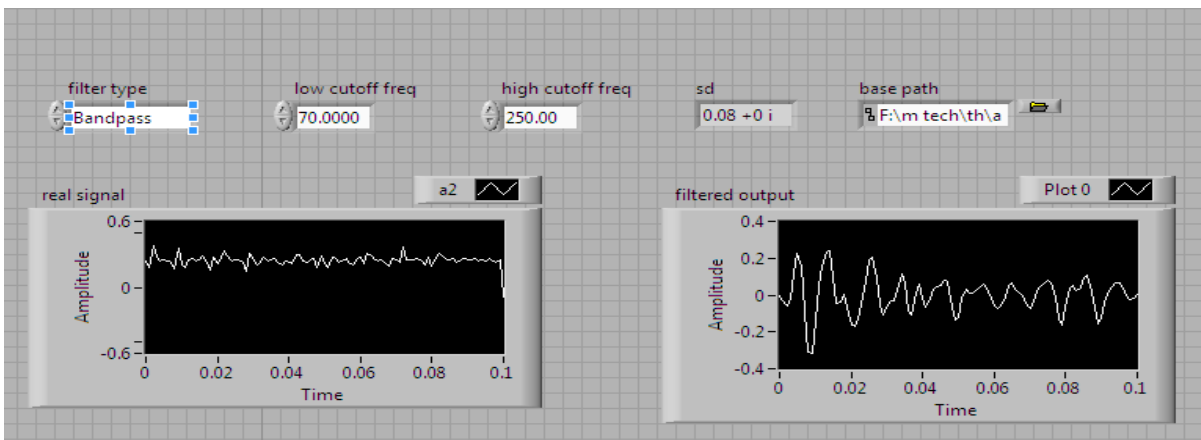 filter type low cutoff freq high cutoff freq sd base path
Bandpass 70.0000 250.00 0.08 +0 i F:\m tech\th\a
real signal a2
0.6
0
-0.6
Amplitude
0 0.02 0.04 0.06 0.08 0.1
Time
filtered output Plot 0
0.4
0.2
0
-0.2
-0.4
Amplitude
0 0.02 0.04 0.06 0.08 0.1
Time